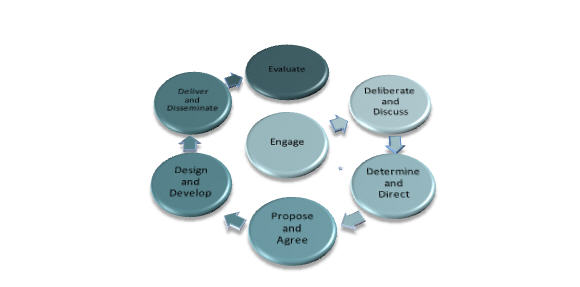 Evaluate
Deliver
and
Disseminate
Deliberate
and
Discuss
Engage
Design
and
Develop
Determine
and
Direct
Propose
and
Agree